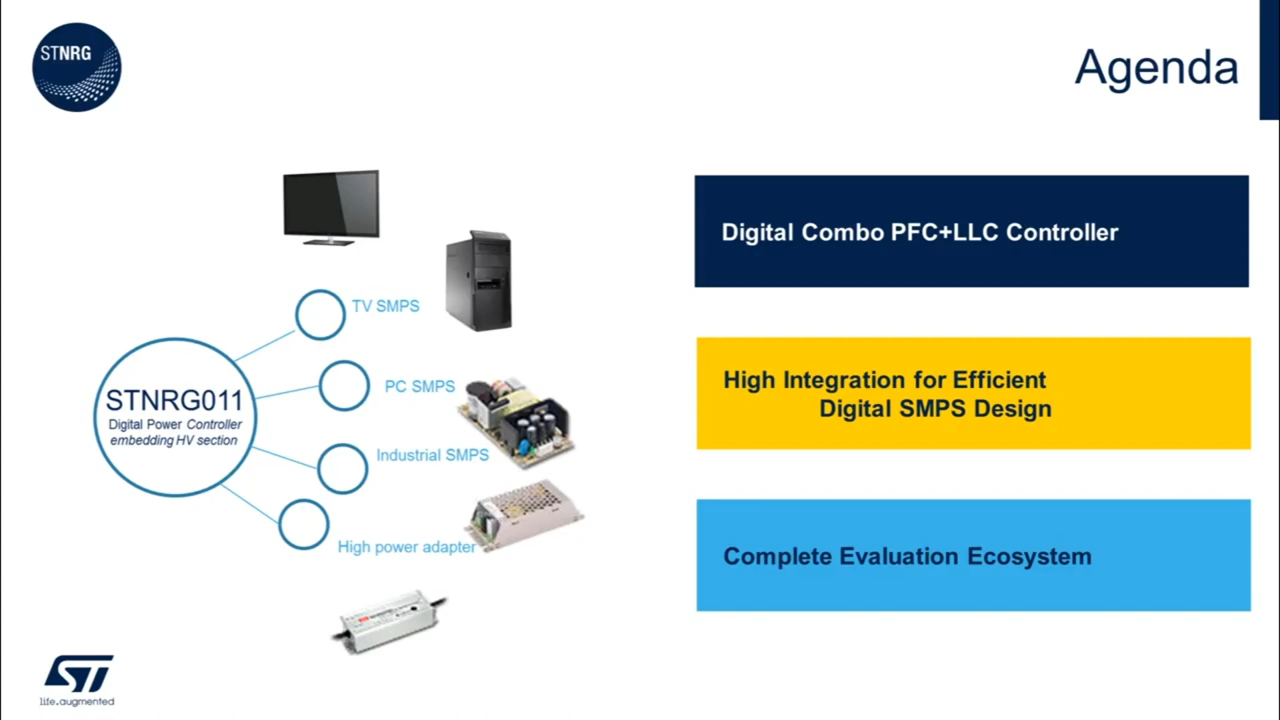 STNRG
Agenda
Digital Combo PFC+LLC Controller
TV SMPS
PC SMPS
High Integration for Efficient
Digital SMPS Design
STNRG011
Digital Power Controller
embedding HV section
Industrial SMPS
High power adapter
Complete Evaluation Ecosystem
ST
life.augmented